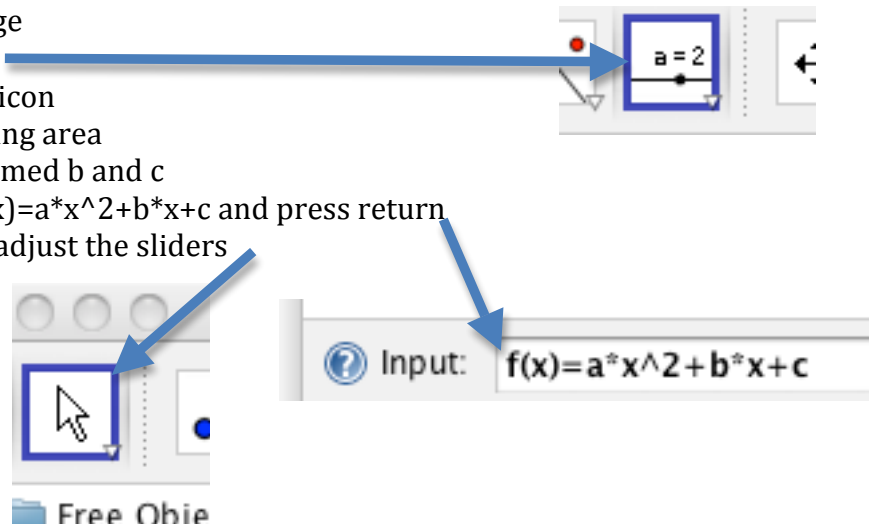 ge
a = 2
icon
ng area
med b and c
x)=a*x^2+b*x+c and press return
adjust the sliders
Input: f(x)=a*x^2+b*x+c
Free Obje